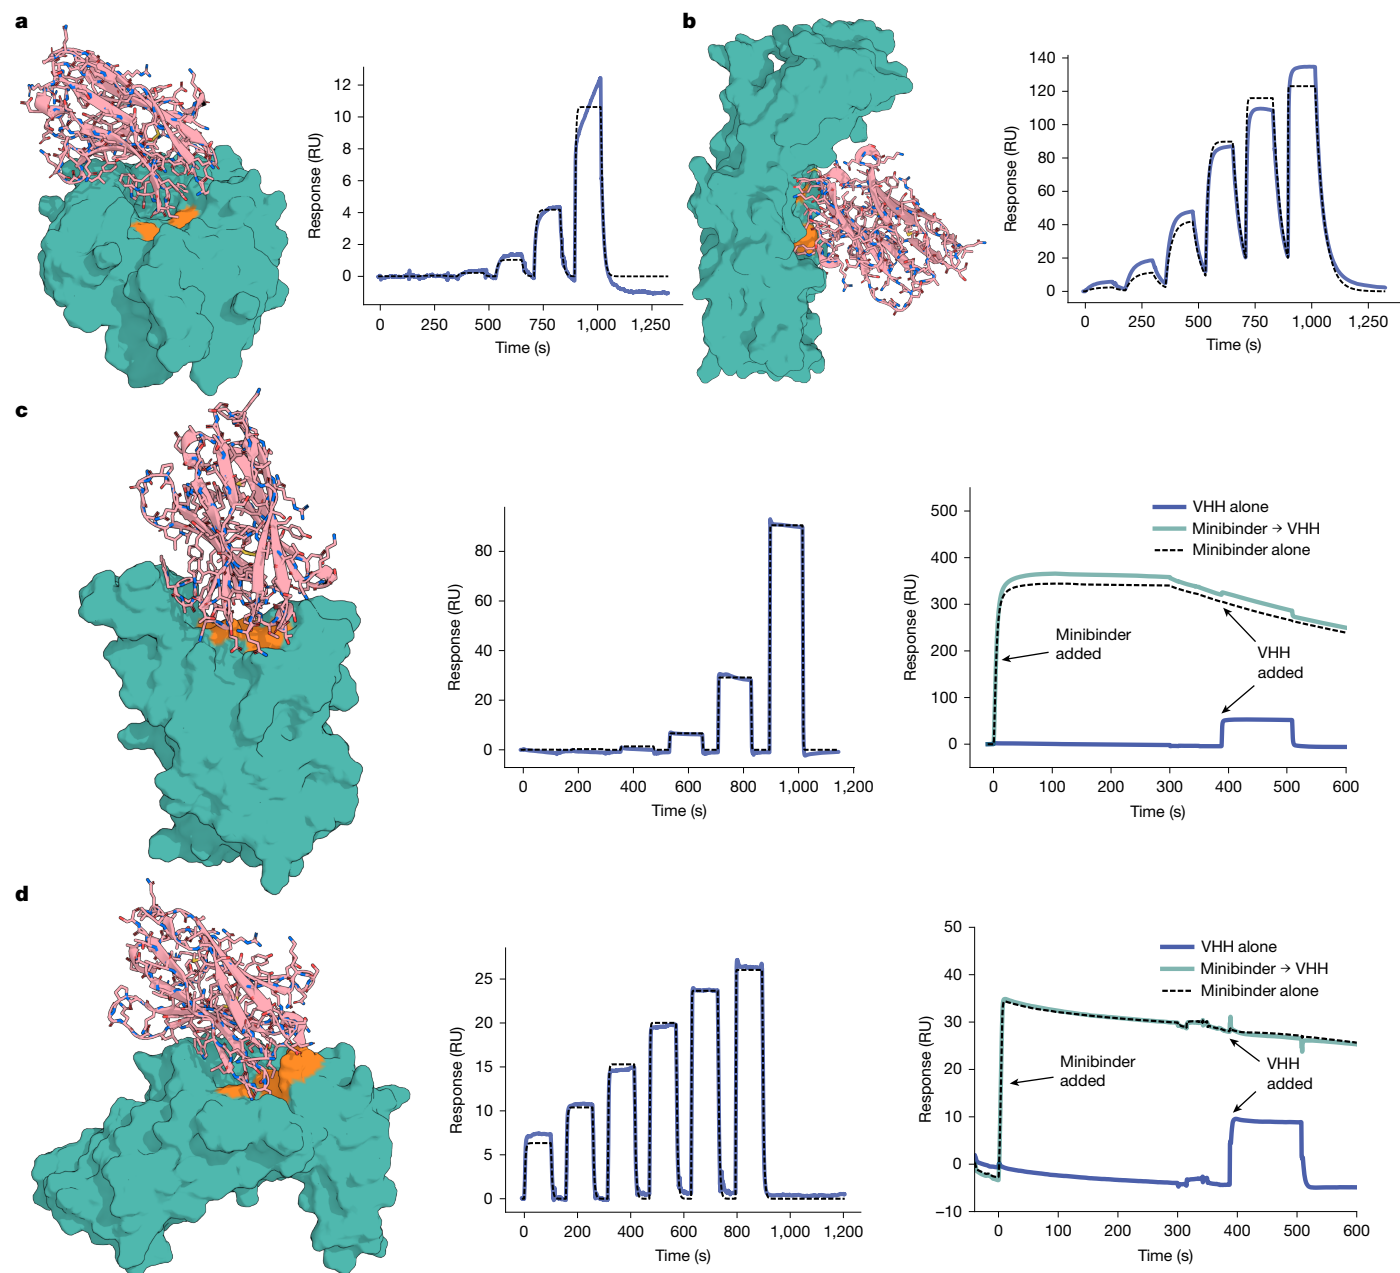 a
12
10
8
6
4
2
0
Response (RU)
0 250 500 750 1,000 1,250
Time (s)
b
140
120
100
80
60
40
20
0
Response (RU)
0 250 500 750 1,000 1,250
Time (s)
c
80
60
40
20
0
Response (RU)
0 200 400 600 800 1,000 1,200
Time (s)
500
400
300
200
100
0
Response (RU)
VHH alone
Minibinder → VHH
Minibinder alone
Minibinder
added
VHH
added
0 100 200 300 400 500 600
Time (s)
d
25
20
15
10
5
0
Response (RU)
0 200 400 600 800 1,000 1,200
Time (s)
50
40
30
20
10
0
−10
Response (RU)
VHH alone
Minibinder → VHH
Minibinder alone
Minibinder
added
VHH
added
0 100 200 300 400 500 600
Time (s)